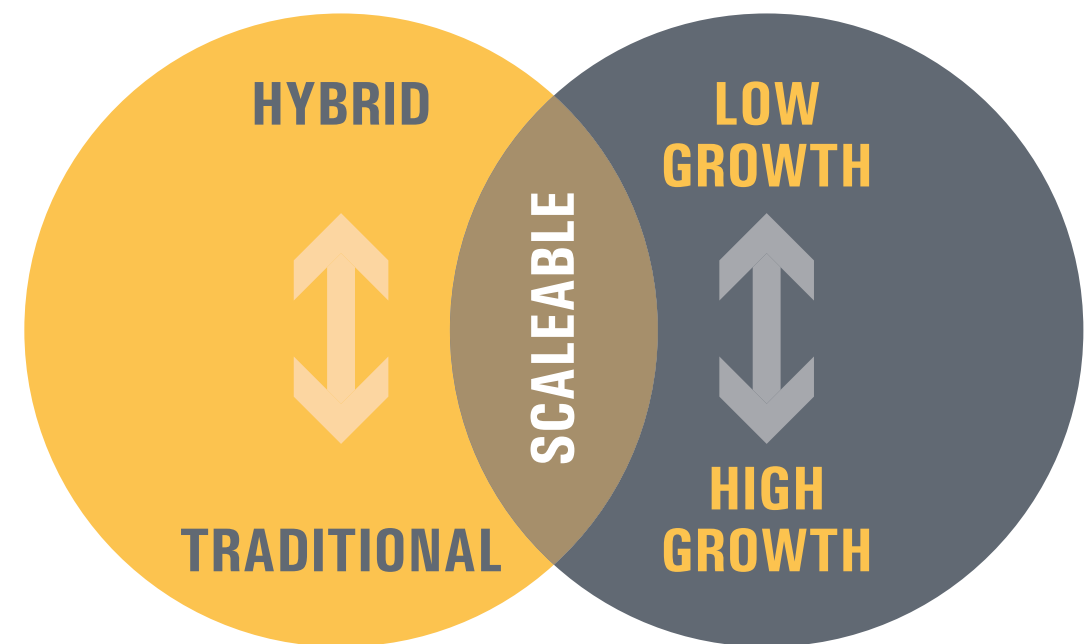 HYBRID
TRADITIONAL
SCALEABLE
LOW
GROWTH
HIGH
GROWTH